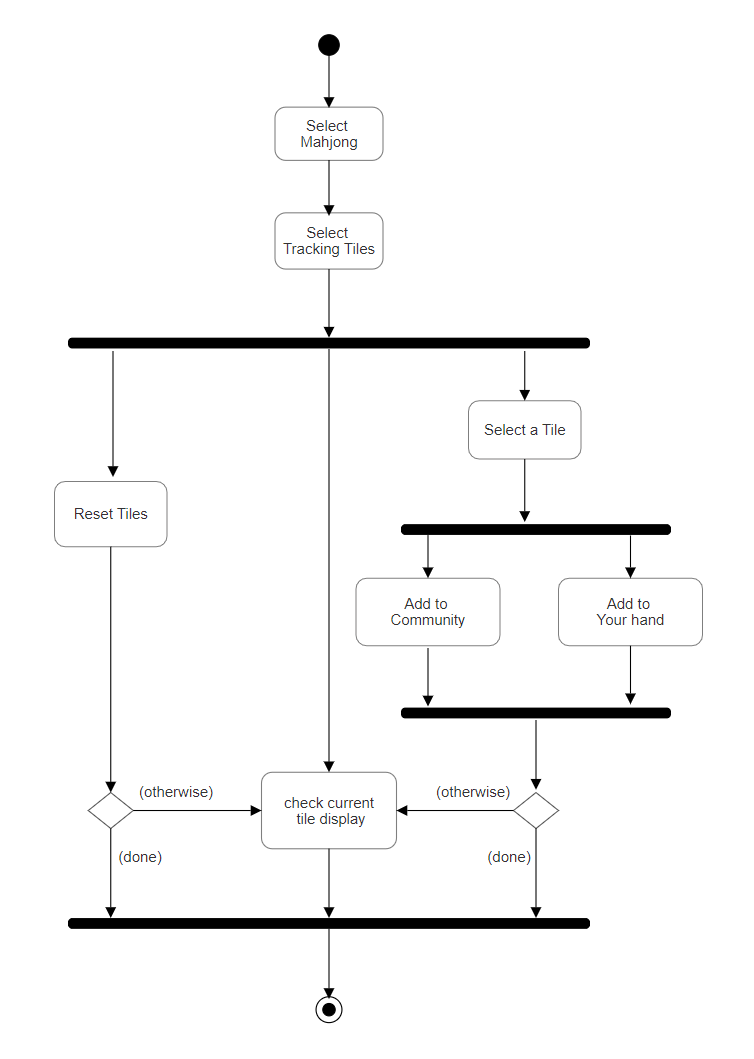 Select
Mahjong
Select
Tracking Tiles
Select a Tile
Reset Tiles
Add to
Community
Add to
Your hand
(otherwise)
check current
tile display
(otherwise)
(done)
(done)